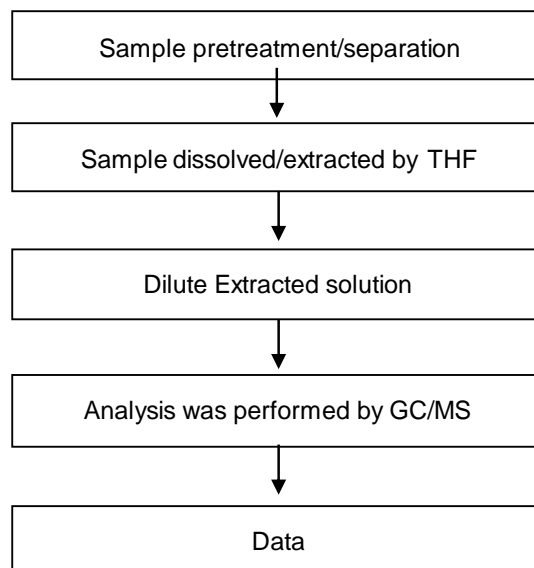 Sample pretreatment/separation
Sample dissolved/extracted by THF
Dilute Extracted solution
Analysis was performed by GC/MS
Data